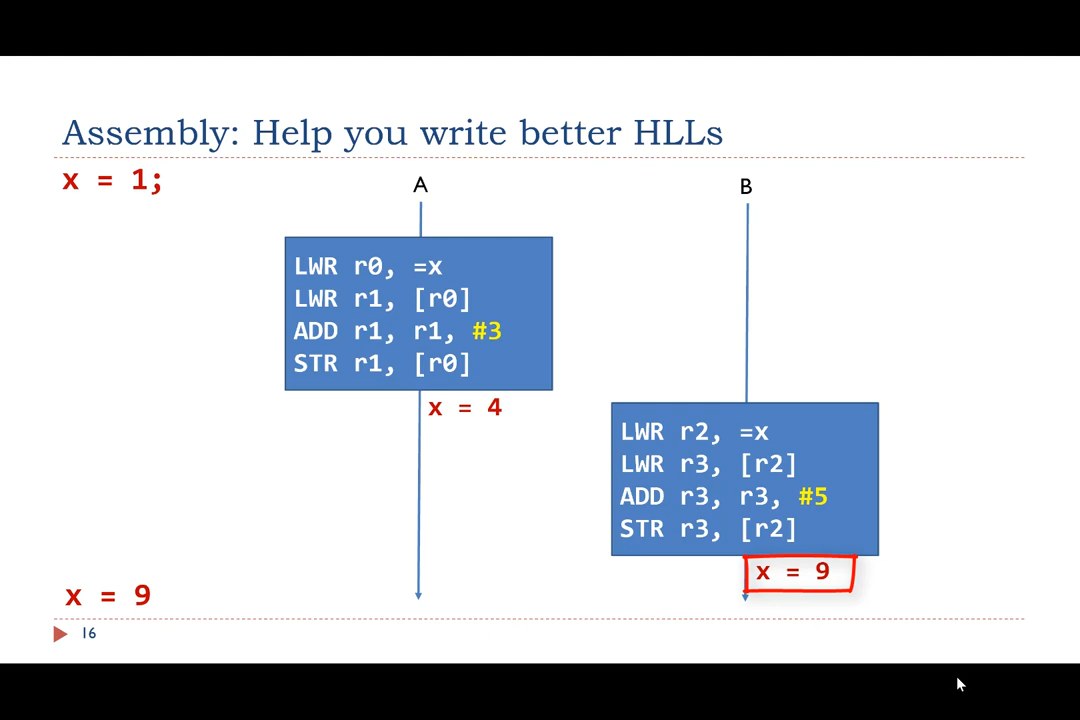 Assembly: Help you write better HLLs
x = 1;
A
B
LWR r0, =x
LWR r1, [r0]
ADD r1, r1, #3
STR r1, [r0]
x = 4
LWR r2, =x
LWR r3, [r2]
ADD r3, r3, #5
STR r3, [r2]
x = 9
x = 9
16